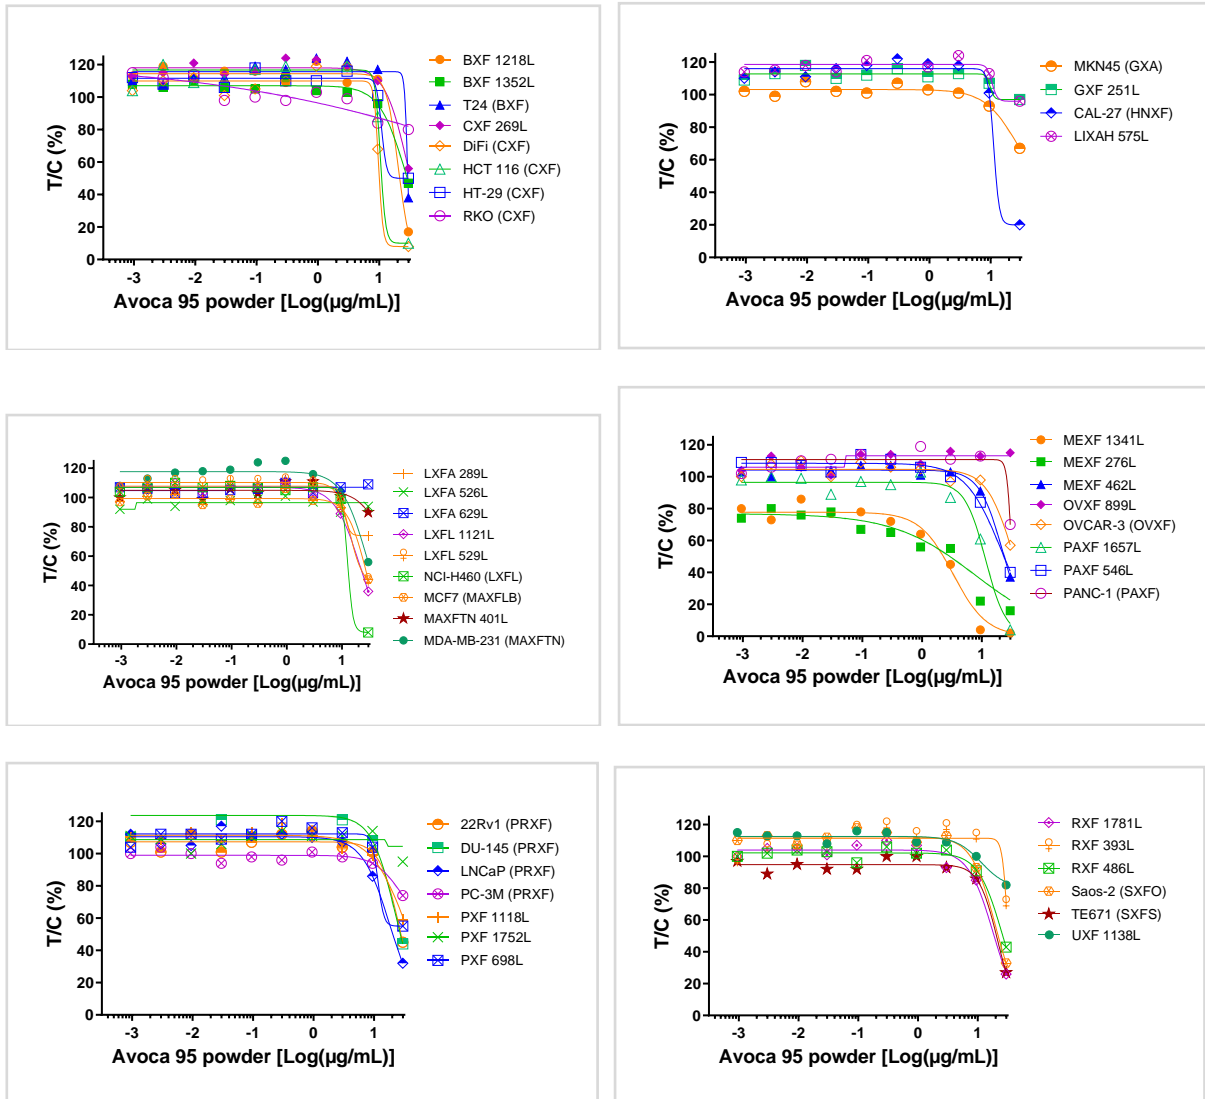 T/C (%)
120
100
80
60
40
20
0
-3 -2 -1 0 1
Avoca 95 powder [Log(µg/mL)]
BXF 1218L
BXF 1352L
T24 (BXF)
CXF 269L
DiFi (CXF)
HCT 116 (CXF)
HT-29 (CXF)
RKO (CXF)
T/C (%)
120
100
80
60
40
20
0
-3 -2 -1 0 1
Avoca 95 powder [Log(µg/mL)]
MKN45 (GXA)
GXF 251L
CAL-27 (HNXF)
LIXAH 575L
T/C (%)
120
100
80
60
40
20
0
-3 -2 -1 0 1
Avoca 95 powder [Log(µg/mL)]
LXFA 289L
LXFA 526L
LXFA 629L
LXFL 1121L
LXFL 529L
NCI-H460 (LXFL)
MCF7 (MAXFLB)
MAXFTN 401L
MDA-MB-231 (MAXFTN)
T/C (%)
120
100
80
60
40
20
0
-3 -2 -1 0 1
Avoca 95 powder [Log(µg/mL)]
MEXF 1341L
MEXF 276L
MEXF 462L
OVXF 899L
OVCAR-3 (OVXF)
PAXF 1657L
PAXF 546L
PANC-1 (PAXF)
T/C (%)
120
100
80
60
40
20
0
-3 -2 -1 0 1
Avoca 95 powder [Log(µg/mL)]
22Rv1 (PRXF)
DU-145 (PRXF)
LNCaP (PRXF)
PC-3M (PRXF)
PXF 1118L
PXF 1752L
PXF 698L
T/C (%)
120
100
80
60
40
20
0
-3 -2 -1 0 1
Avoca 95 powder [Log(µg/mL)]
RXF 1781L
RXF 393L
RXF 486L
Saos-2 (SXFO)
TE671 (SXFS)
UXF 1138L